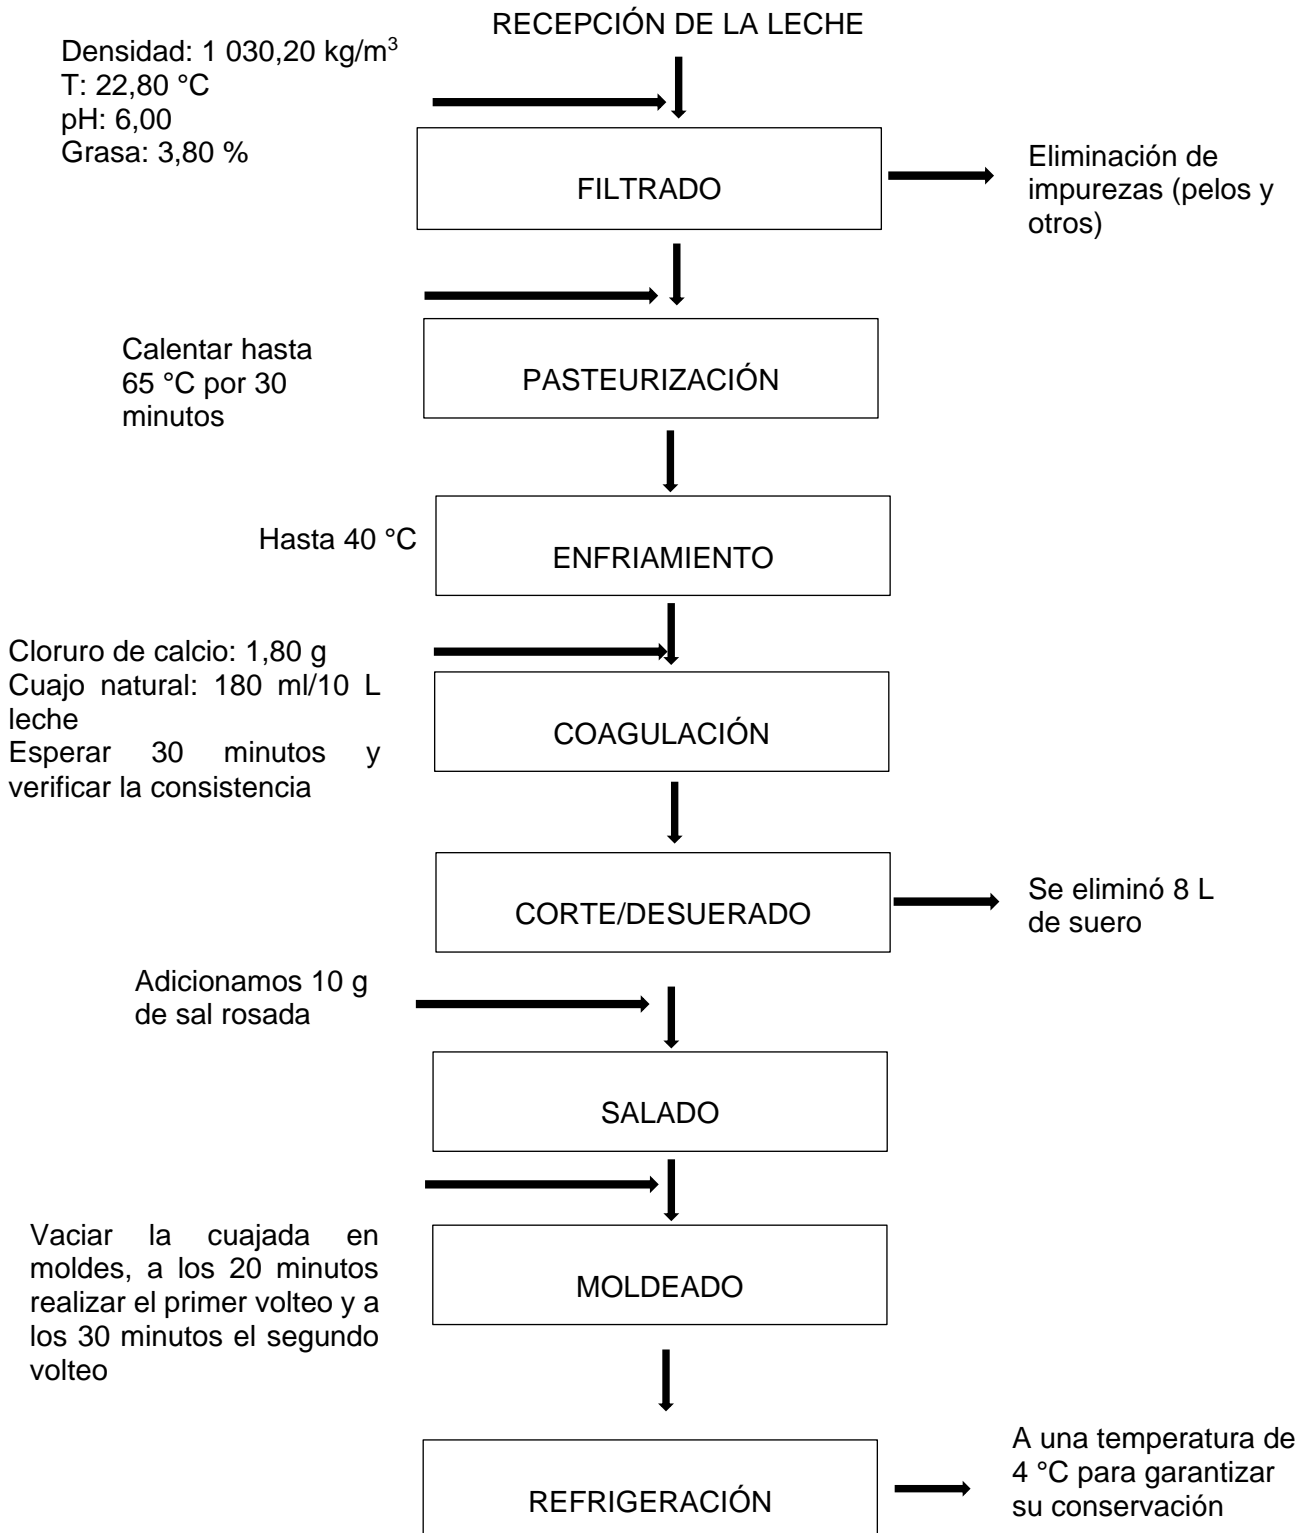 RECEPCIÓN DE LA LECHE
Densidad: 1 030,20 kg/m³
T: 22,80 °C
pH: 6,00
Grasa: 3,80 %
FILTRADO
Eliminación de
impurezas (pelos y
otros)
Calentar hasta
65 °C por 30
minutos
PASTEURIZACIÓN
Hasta 40 °C
ENFRIAMIENTO
Cloruro de calcio: 1,80 g
Cuajo natural: 180 ml/10 L
leche
Esperar 30 minutos y
verificar la consistencia
COAGULACIÓN
CORTE/DESUERADO
Se eliminó 8 L
de suero
Adicionamos 10 g
de sal rosada
SALADO
Vaciar la cuajada en
moldes, a los 20 minutos
realizar el primer volteo y a
los 30 minutos el segundo
volteo
MOLDEADO
REFRIGERACIÓN
A una temperatura de
4 °C para garantizar
su conservación